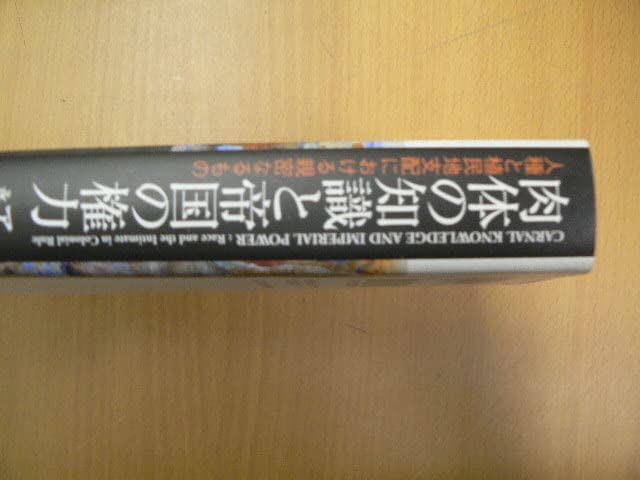 肉体の知識と帝国の権力
人種と植民地支配における親密なるもの
CARNAL KNOWLEDGE AND IMPERIAL POWER : Race and the Intimate in Colonial Rule